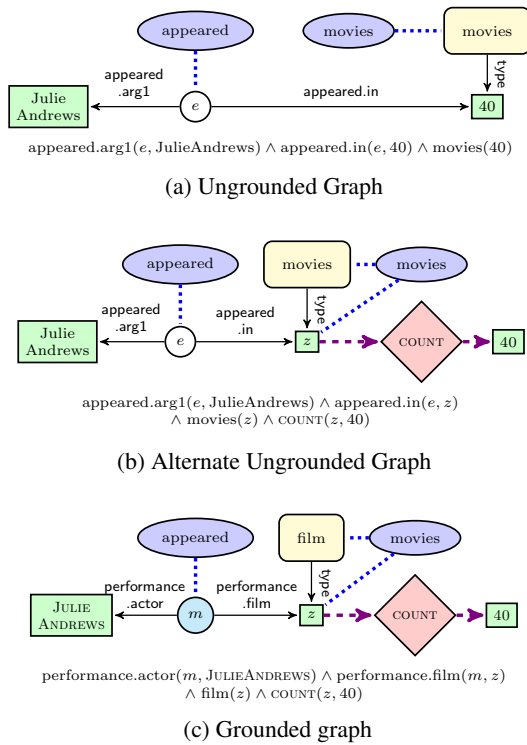 appeared
movies
movies
appeared
.arg1
appeared.in
type
Julie
Andrews
e
40
appeared.arg1(e, JulieAndrews) ∧ appeared.in(e, 40) ∧ movies(40)
(a) Ungrounded Graph
appeared
movies
movies
appeared
.arg1
appeared
.in
type
Julie
Andrews
e
z
COUNT
40
appeared.arg1(e, JulieAndrews) ∧ appeared.in(e, z)
∧ movies(z) ∧ COUNT(z, 40)
(b) Alternate Ungrounded Graph
appeared
film
movies
performance
.actor
performance
.film
type
JULIE
ANDREWS
m
z
COUNT
40
performance.actor(m, JULIEANDREWS) ∧ performance.film(m, z)
∧ film(z) ∧ COUNT(z, 40)
(c) Grounded graph